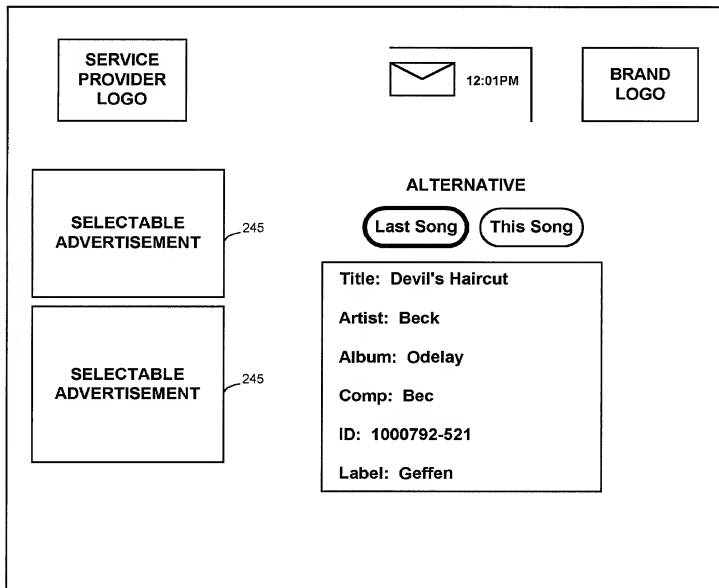 SERVICE
PROVIDER
LOGO
12:01PM
BRAND
LOGO
SELECTABLE
ADVERTISEMENT
245
ALTERNATIVE
Last Song
This Song
Title: Devil's Haircut
Artist: Beck
Album: Odelay
Comp: Bec
ID: 1000792-521
Label: Geffen
SELECTABLE
ADVERTISEMENT
245